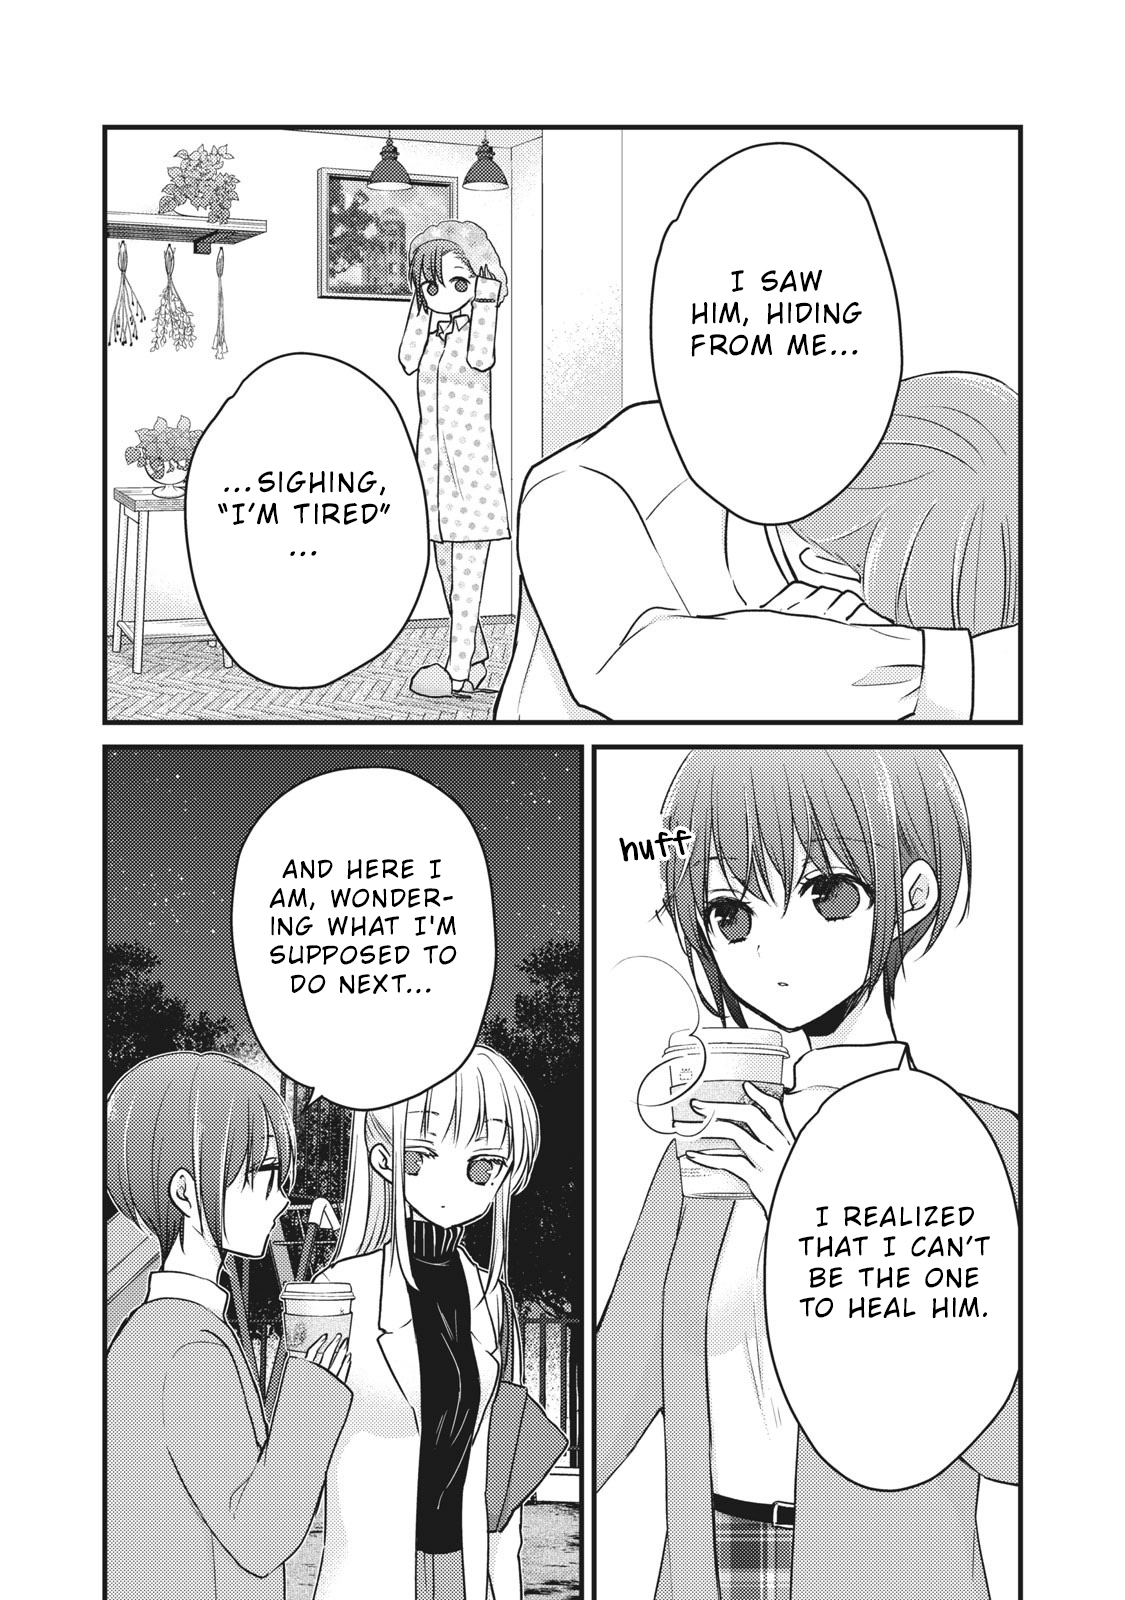 I SAW
HIM, HIDING
FROM ME...
...SIGHING,
"I'M TIRED"
...
huff
I REALIZED
THAT I CAN'T
BE THE ONE
TO HEAL HIM.
AND HERE I
AM, WONDER-
ING WHAT I'M
SUPPOSED TO
DO NEXT...